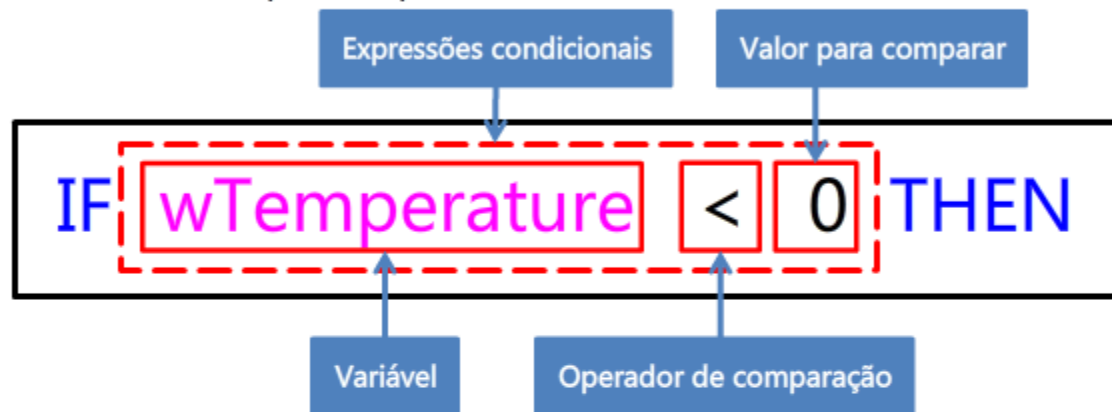 Expressões condicionais
Valor para comparar
IF wTemperature < 0 THEN
Variável
Operador de comparação